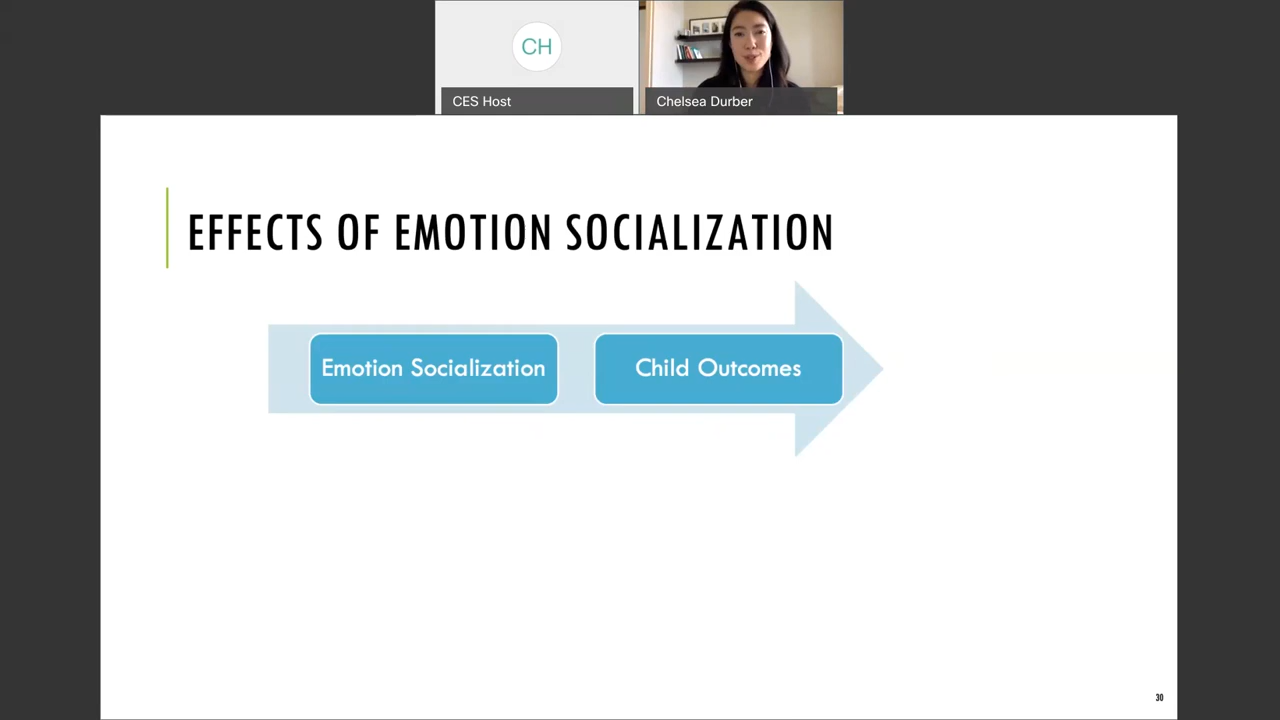 CH
CES Host
Chelsea Durber
EFFECTS OF EMOTION SOCIALIZATION
Emotion Socialization
Child Outcomes
30